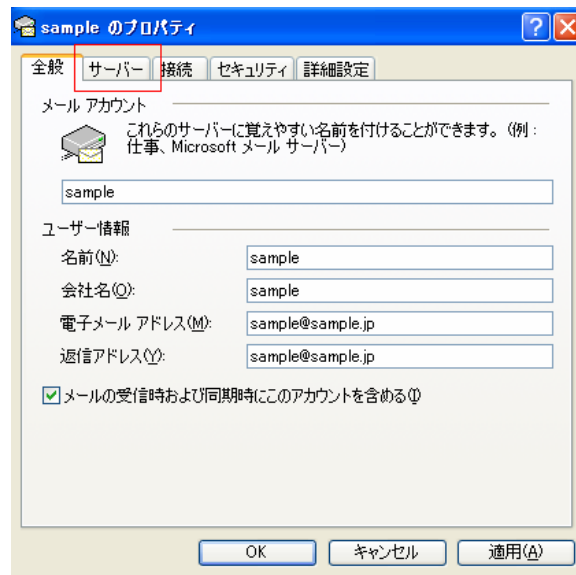 sample のプロパティ
全般 サーバー 接続 セキュリティ 詳細設定
メール アカウント
これらのサーバーに覚えやすい名前を付けることができます。(例:
仕事、Microsoft メール サーバー)
sample
ユーザー情報
名前(N): sample
会社名(O): sample
電子メール アドレス(M): sample@sample.jp
返信アドレス(Y): sample@sample.jp
メールの受信時および同期時にこのアカウントを含める(I)
OK キャンセル 適用(A)